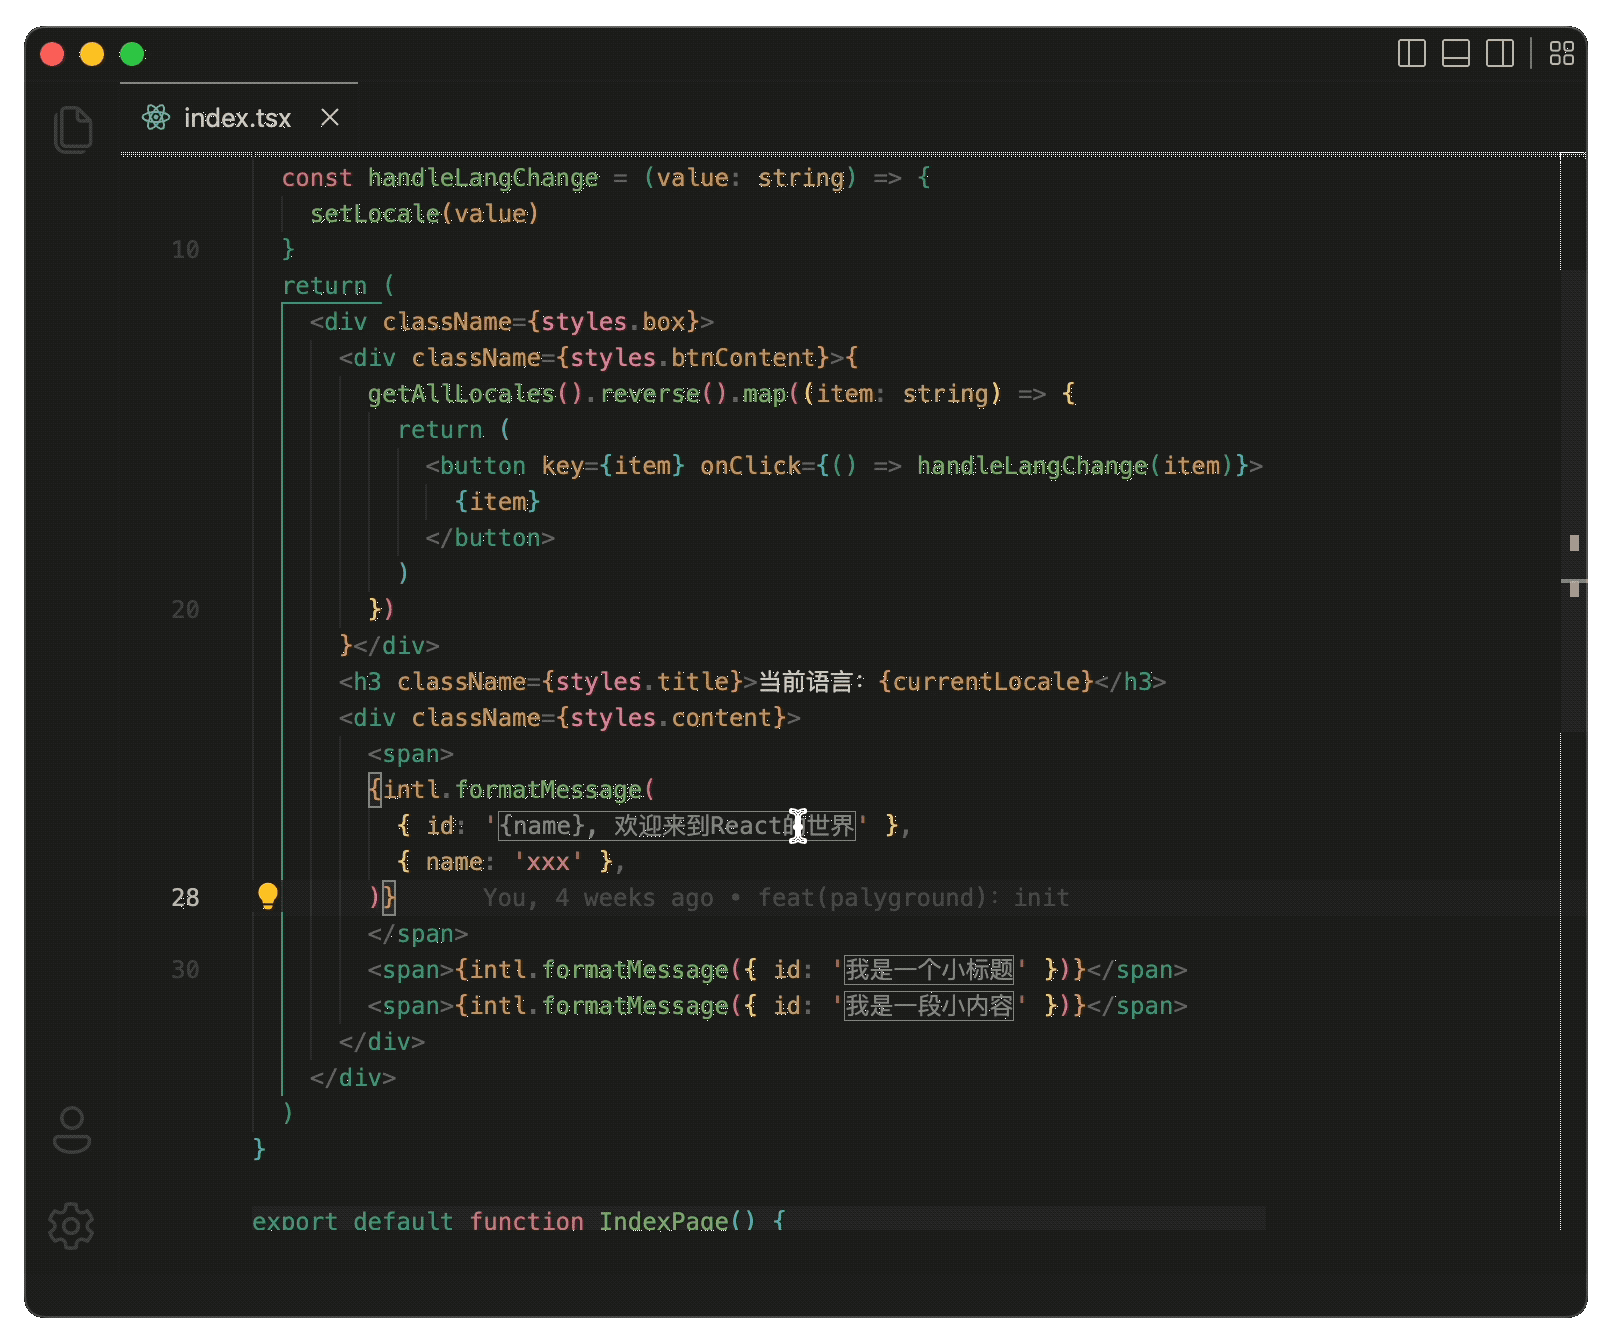 index.tsx
const handleLangChange = (value: string) => {
setLocale(value)
10 }
return (
<div className={styles.box}>
<div className={styles.btnContent}>{
getAllLocales().reverse().map((item: string) => {
return (
<button key={item} onClick={() => handleLangChange(item)}>
{item}
</button>
)
20 })
}</div>
<h3 className={styles.title}>当前语言：{currentLocale}</h3>
<div className={styles.content}>
<span>
{intl.formatMessage(
{ id: '{name}, 欢迎来到React的世界' },
{ name: 'xxx' },
28 )} You, 4 weeks ago • feat(palyground): init
</span>
30 <span>{intl.formatMessage({ id: '我是一个小标题' })}</span>
<span>{intl.formatMessage({ id: '我是一段小内容' })}</span>
</div>
</div>
)
}
export default function IndexPage() {